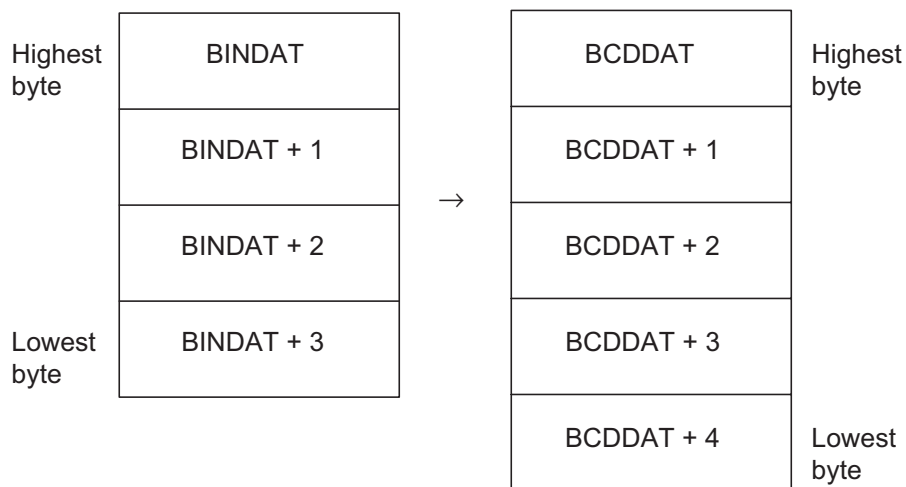 Highest
byte
BINDAT
BINDAT + 1
BINDAT + 2
Lowest
byte
BINDAT + 3
→
BCDDAT
Highest
byte
BCDDAT + 1
BCDDAT + 2
BCDDAT + 3
BCDDAT + 4
Lowest
byte